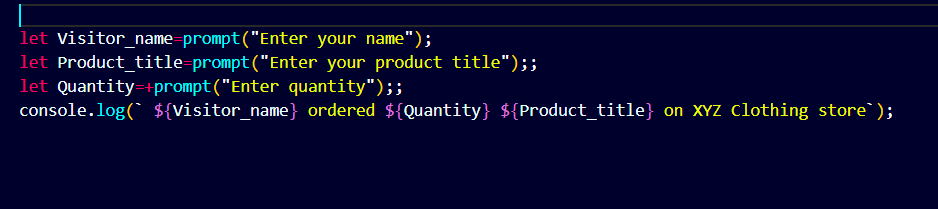 let Visitor_name=prompt("Enter your name");
let Product_title=prompt("Enter your product title");;
let Quantity=+prompt("Enter quantity");;
console.log(` ${Visitor_name} ordered ${Quantity} ${Product_title} on XYZ Clothing store`);